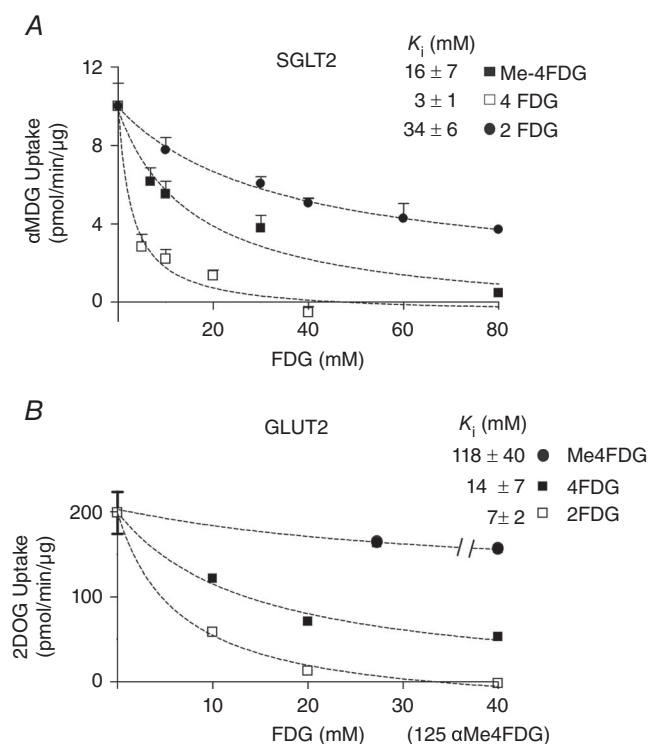 A
SGLT2
K_i (mM)
16 ± 7 ■ Me-4FDG
3 ± 1 □ 4 FDG
34 ± 6 ● 2 FDG
12
8
4
0
αMDG Uptake
(pmol/min/μg)
20 40 60 80
FDG (mM)
B
GLUT2
K_i (mM)
118 ± 40 ● Me4FDG
14 ± 7 ■ 4FDG
7± 2 □ 2FDG
200
100
0
2DOG Uptake
(pmol/min/μg)
10 20 30 40
FDG (mM) (125 αMe4FDG)